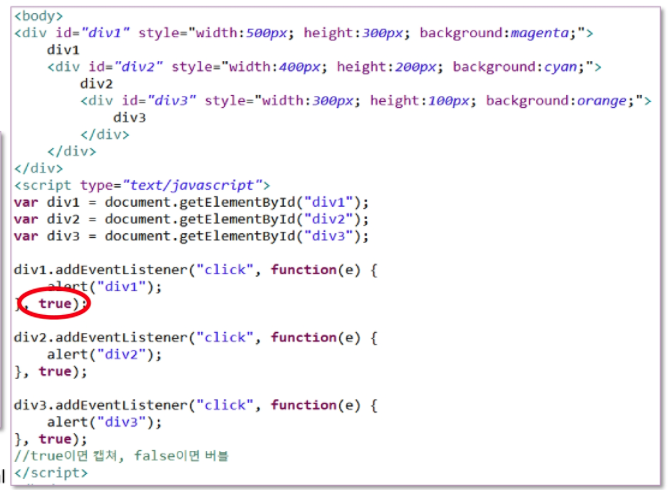 <body>
<div id="div1" style="width:500px; height:300px; background:magenta;">
div1
<div id="div2" style="width:400px; height:200px; background:cyan;">
div2
<div id="div3" style="width:300px; height:100px; background:orange;">
div3
</div>
</div>
</div>
<script type="text/javascript">
var div1 = document.getElementById("div1");
var div2 = document.getElementById("div2");
var div3 = document.getElementById("div3");
div1.addEventListener("click", function(e) {
alert("div1");
}, true);
div2.addEventListener("click", function(e) {
alert("div2");
}, true);
div3.addEventListener("click", function(e) {
alert("div3");
}, true);
//true이면 캡쳐, false이면 버블
</script>